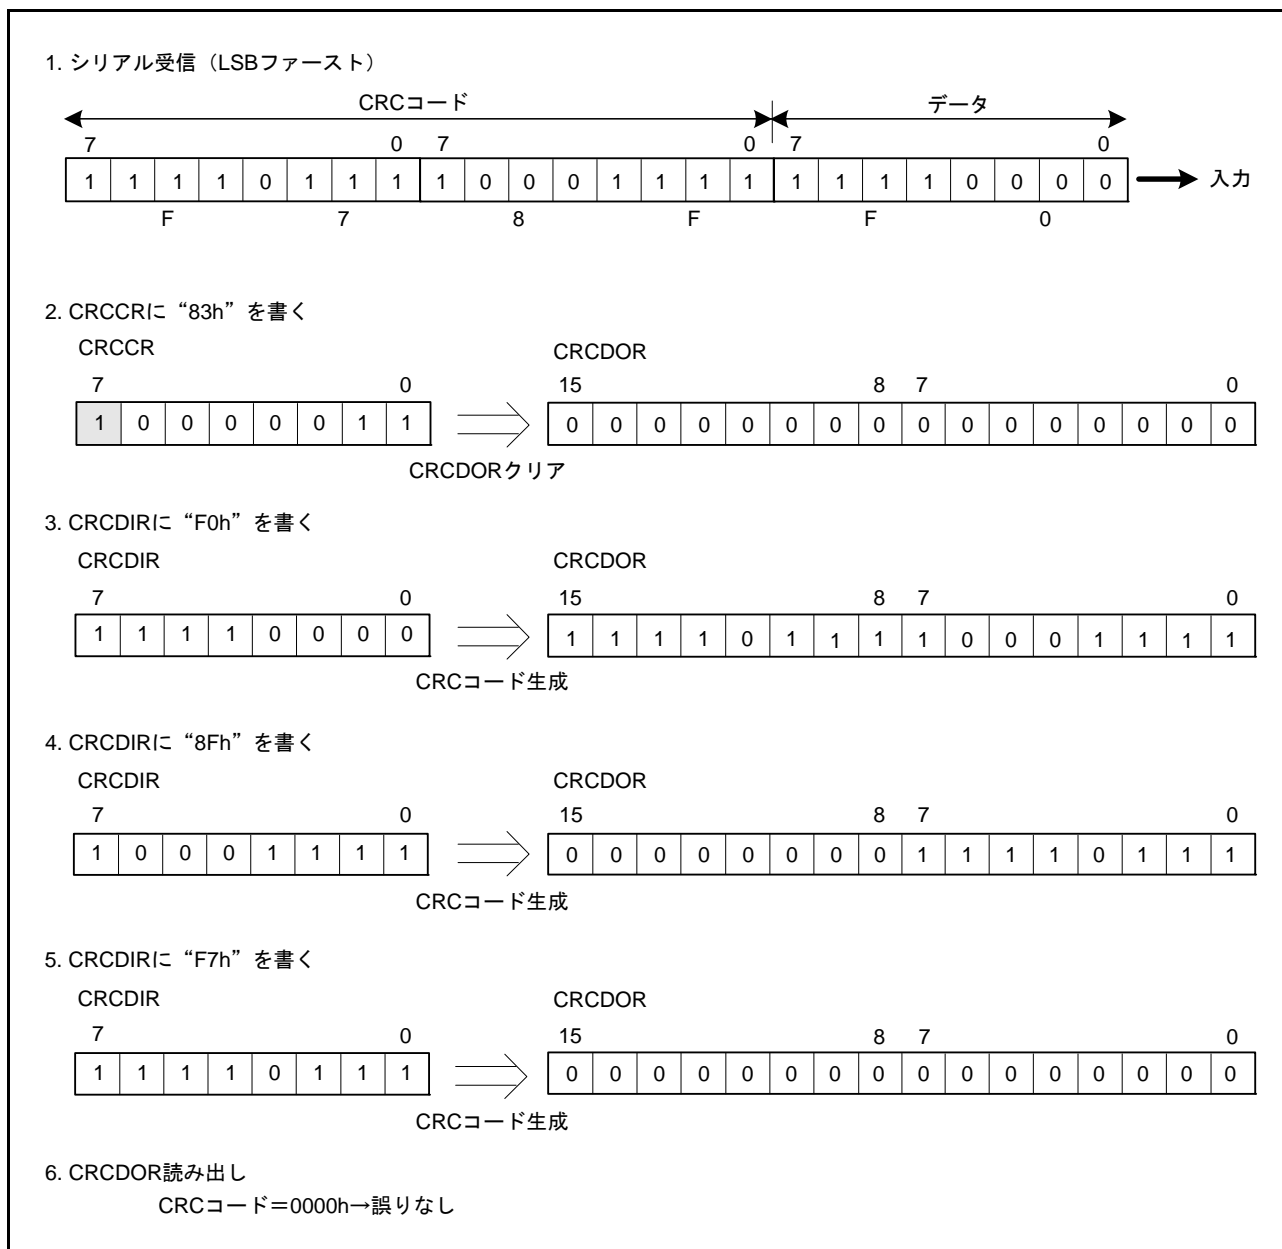 1. シリアル受信（LSBファースト）
CRCコード データ
7 0 7 0 7 0
1 1 1 1 0 1 1 1 1 0 0 0 1 1 1 1 1 1 1 1 0 0 0 0 入力
F 7 8 F F 0
2. CRCCRに“83h”を書く
CRCCR CRCDOR
7 0 15 8 7 0
1 0 0 0 0 0 1 1 0 0 0 0 0 0 0 0 0 0 0 0 0 0 0 0
CRCDORクリア
3. CRCDIRに“F0h”を書く
CRCDIR CRCDOR
7 0 15 8 7 0
1 1 1 1 0 0 0 0 1 1 1 1 0 1 1 1 1 0 0 0 1 1 1 1
CRCコード生成
4. CRCDIRに“8Fh”を書く
CRCDIR CRCDOR
7 0 15 8 7 0
1 0 0 0 1 1 1 1 0 0 0 0 0 0 0 0 1 1 1 1 0 1 1 1
CRCコード生成
5. CRCDIRに“F7h”を書く
CRCDIR CRCDOR
7 0 15 8 7 0
1 1 1 1 0 1 1 1 0 0 0 0 0 0 0 0 0 0 0 0 0 0 0 0
CRCコード生成
6. CRCDOR読み出し
CRCコード＝0000h→誤りなし